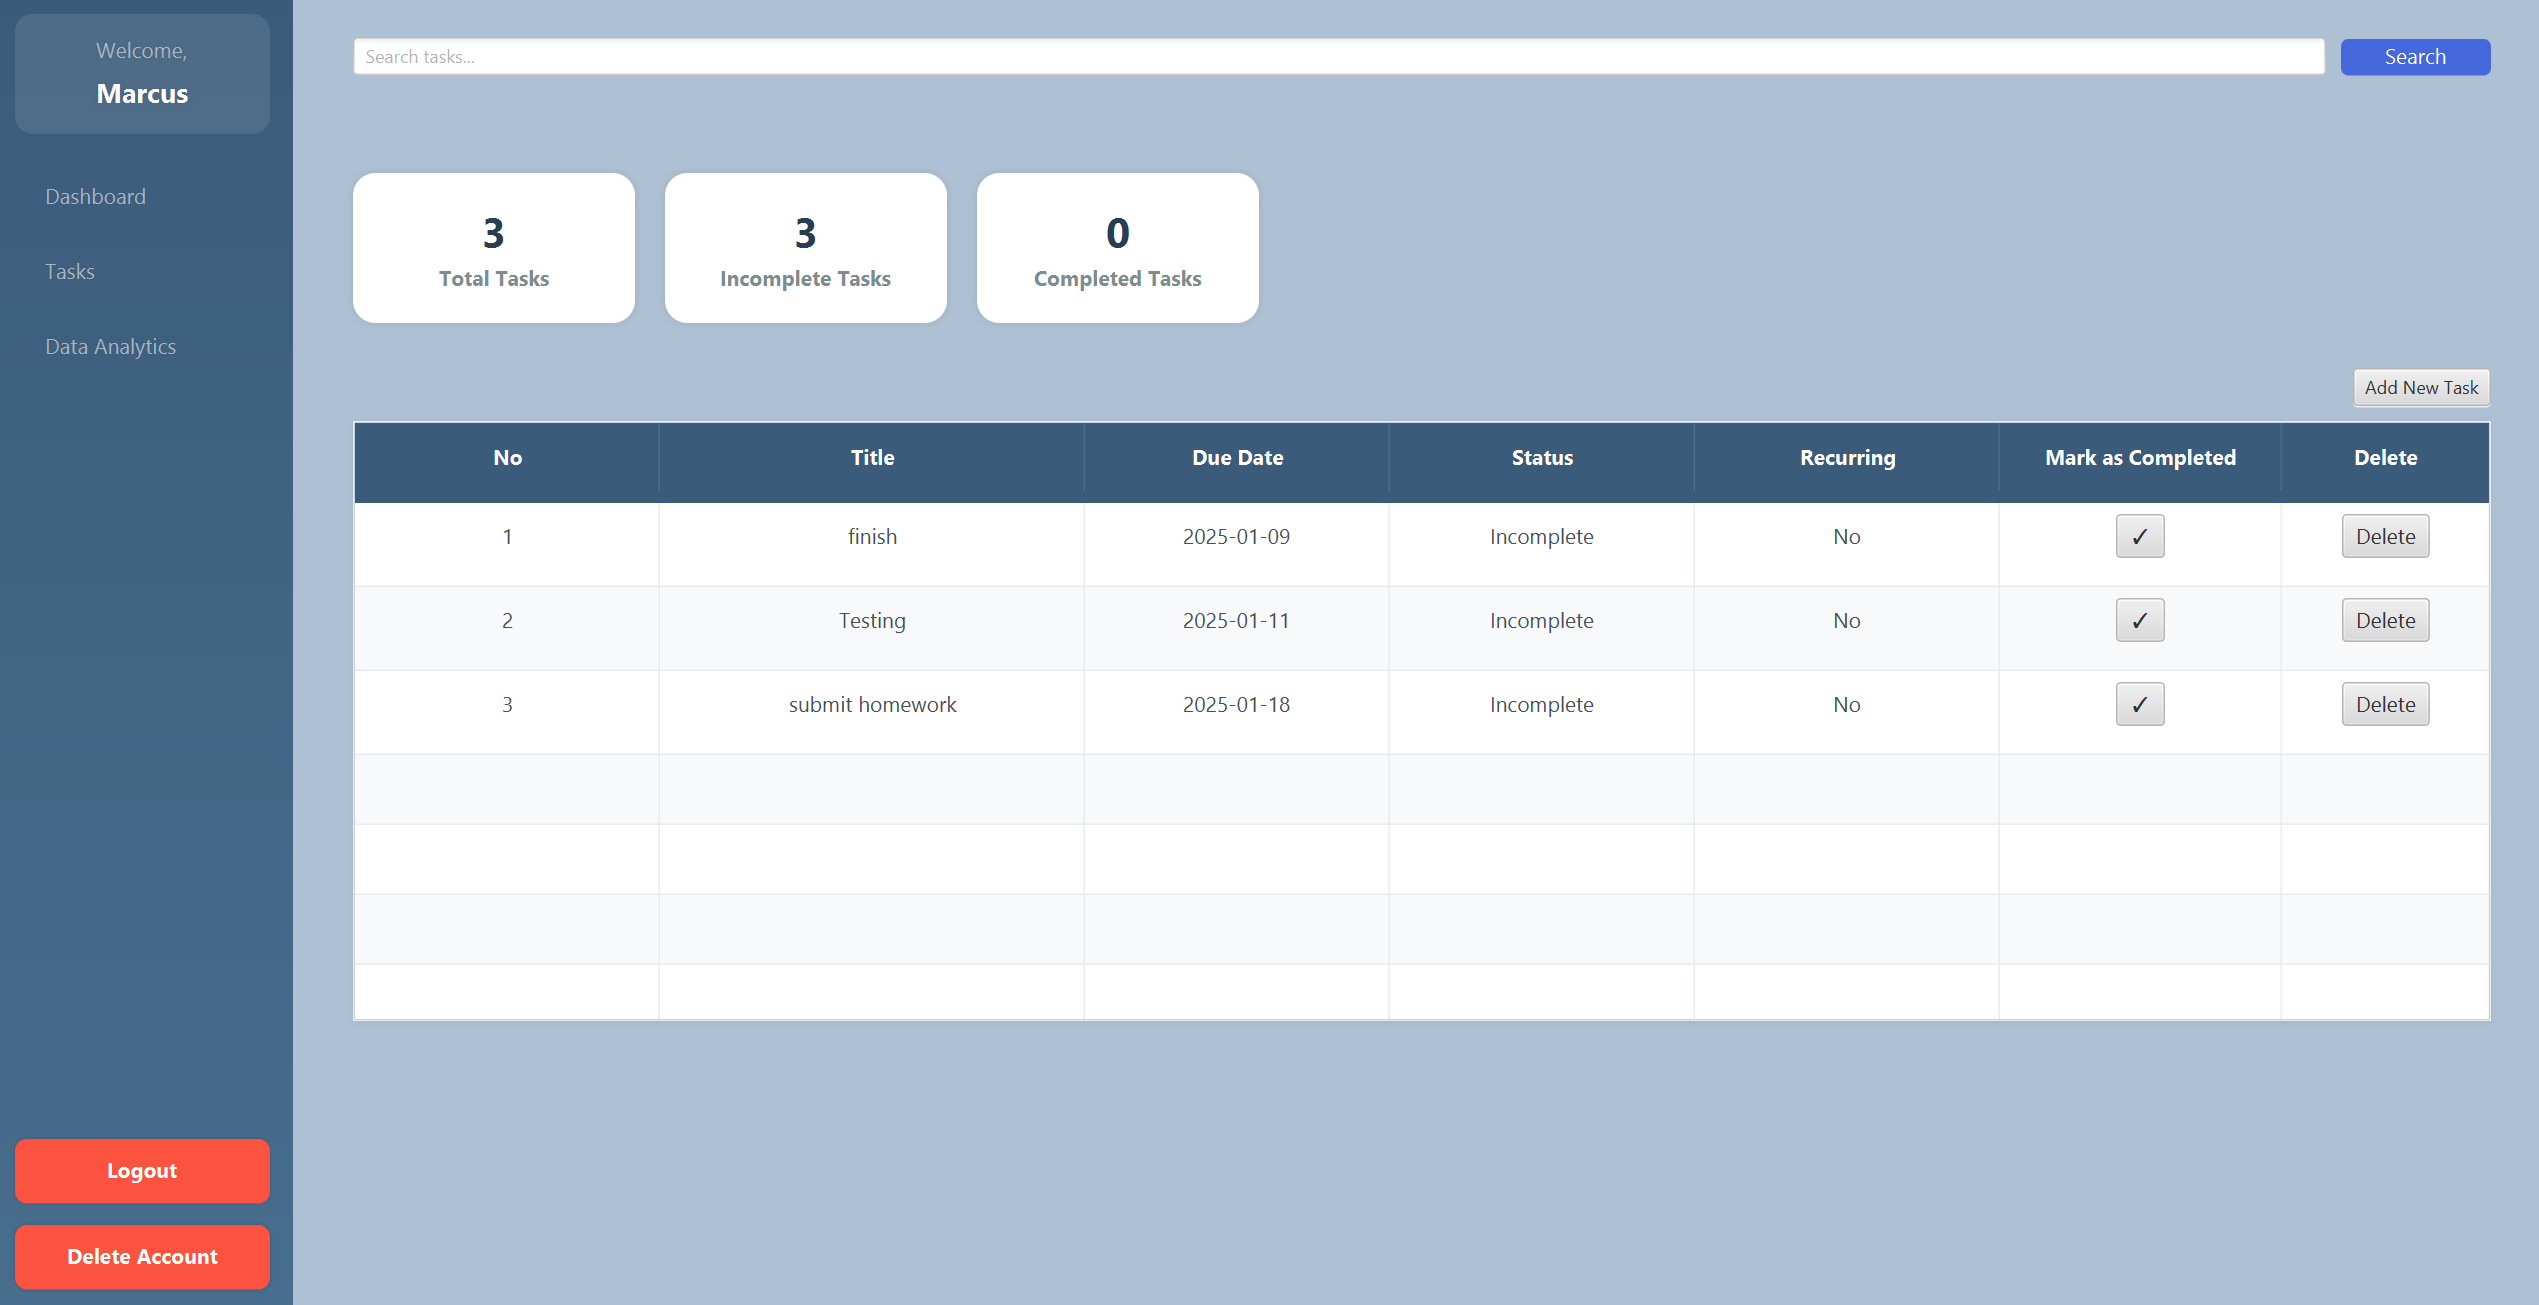 Welcome,
Marcus
Dashboard
Tasks
Data Analytics
Logout
Delete Account
Search tasks...
Search
3
Total Tasks
3
Incomplete Tasks
0
Completed Tasks
Add New Task
No Title Due Date Status Recurring Mark as Completed Delete
1 finish 2025-01-09 Incomplete No ✓ Delete
2 Testing 2025-01-11 Incomplete No ✓ Delete
3 submit homework 2025-01-18 Incomplete No ✓ Delete